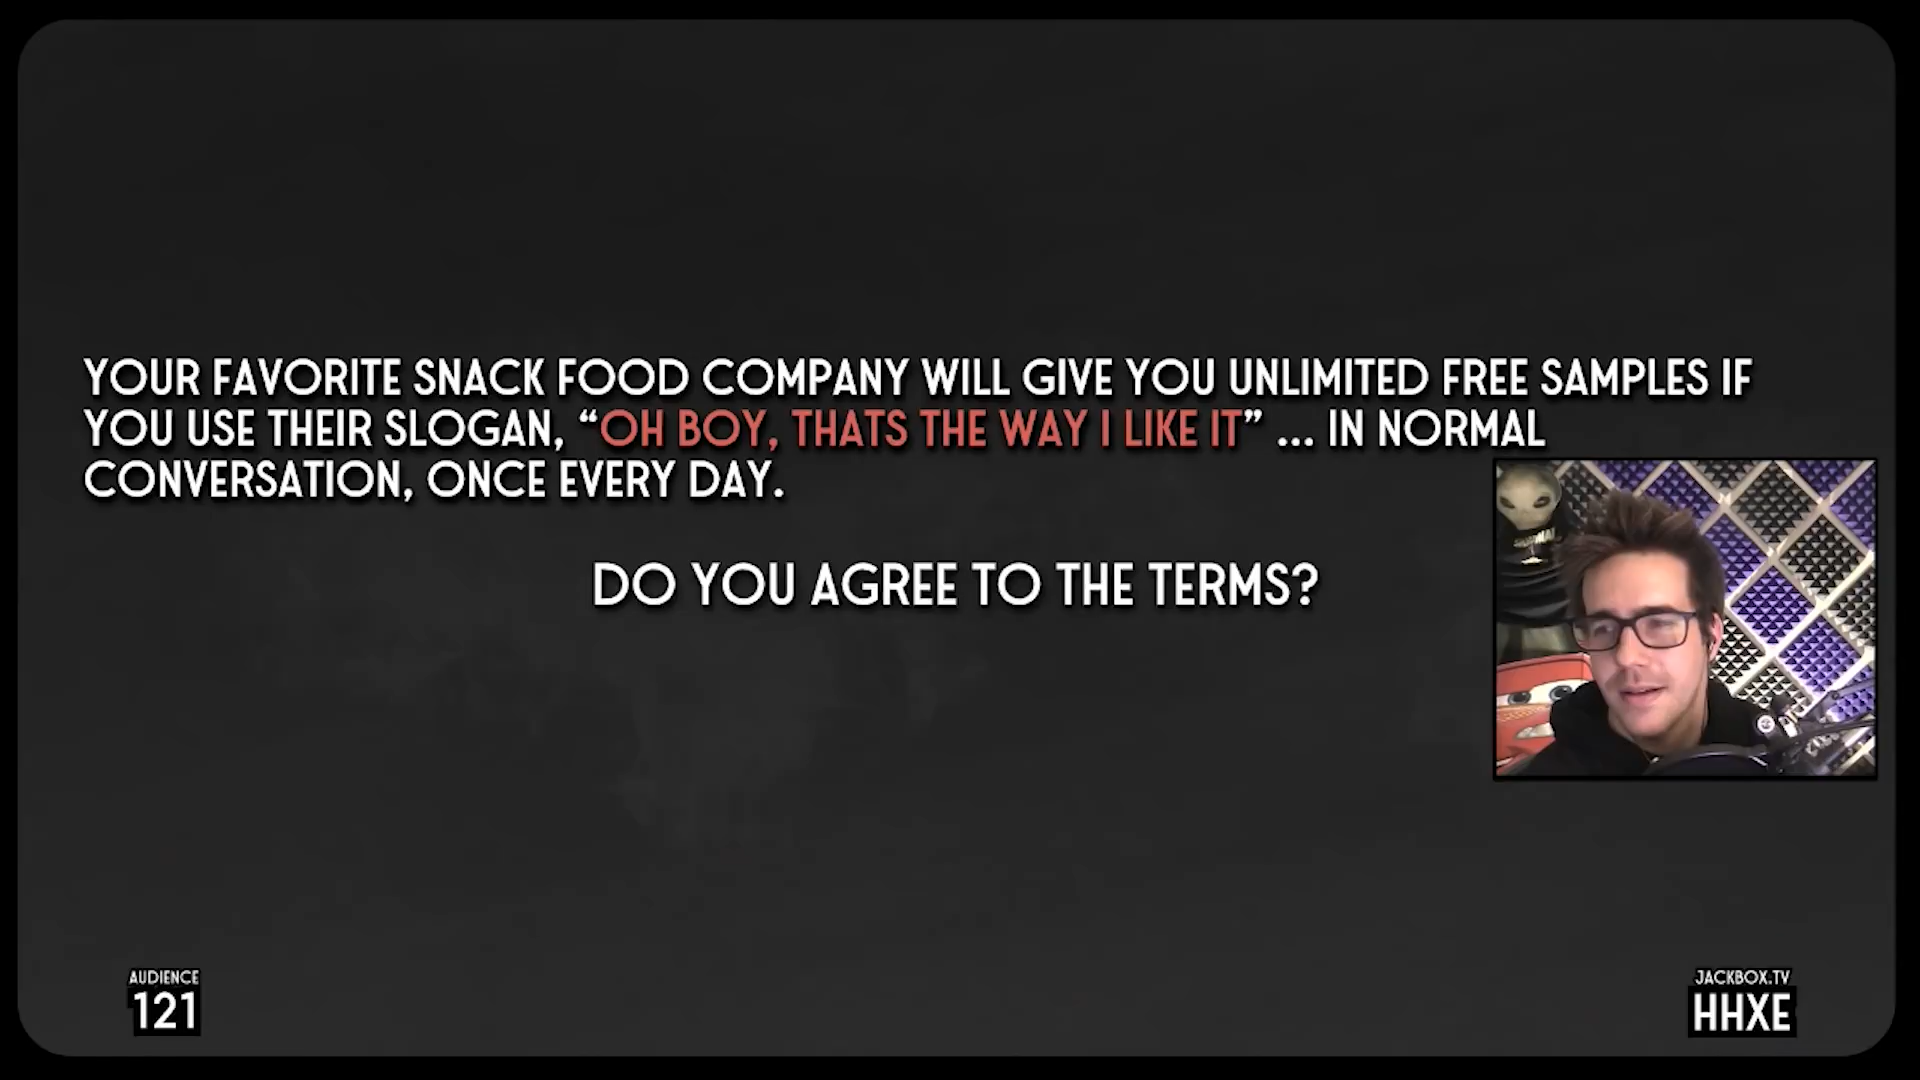 YOUR FAVORITE SNACK FOOD COMPANY WILL GIVE YOU UNLIMITED FREE SAMPLES IF
YOU USE THEIR SLOGAN, “OH BOY, THATS THE WAY I LIKE IT” ... IN NORMAL
CONVERSATION, ONCE EVERY DAY.
DO YOU AGREE TO THE TERMS?
AUDIENCE
121
JACKBOX.TV
HHXE